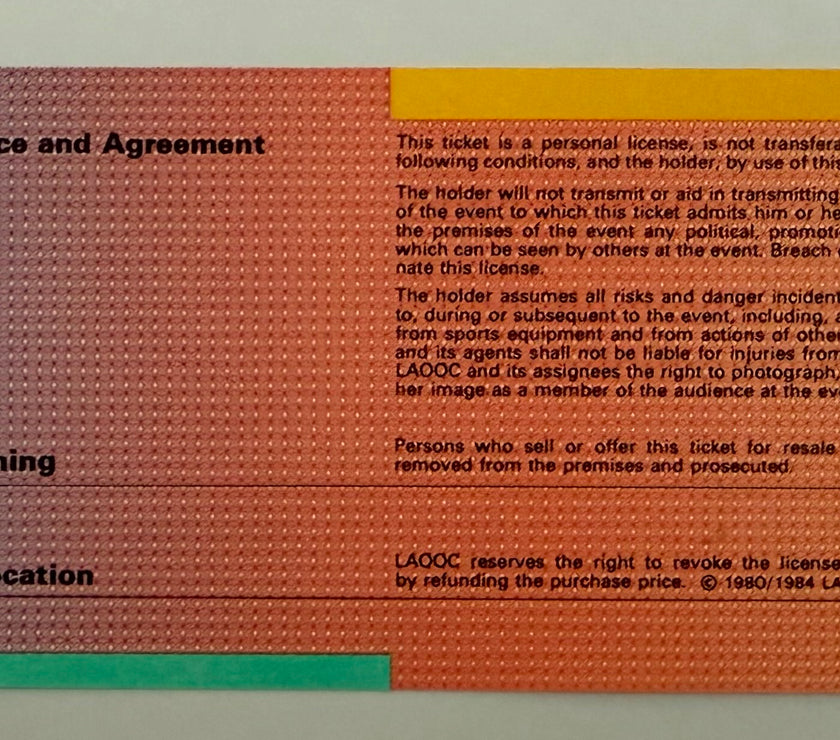 ce and Agreement
This ticket is a personal license, is not transfera
following conditions, and the holder, by use of this
The holder will not transmit or aid in transmitting
of the event to which this ticket admits him or he
the premises of the event any political, promoti
which can be seen by others at the event. Breach
nate this license.
The holder assumes all risks and danger incident
to, during or subsequent to the event, including, a
from sports equipment and from actions of othe
and its agents shall not be liable for injuries from
LAOOC and its assignees the right to photograph,
her image as a member of the audience at the eve
ning
Persons who sell or offer this ticket for resale
removed from the premises and prosecuted.
ocation
LAOOC reserves the right to revoke the license
by refunding the purchase price. © 1980/1984 LA